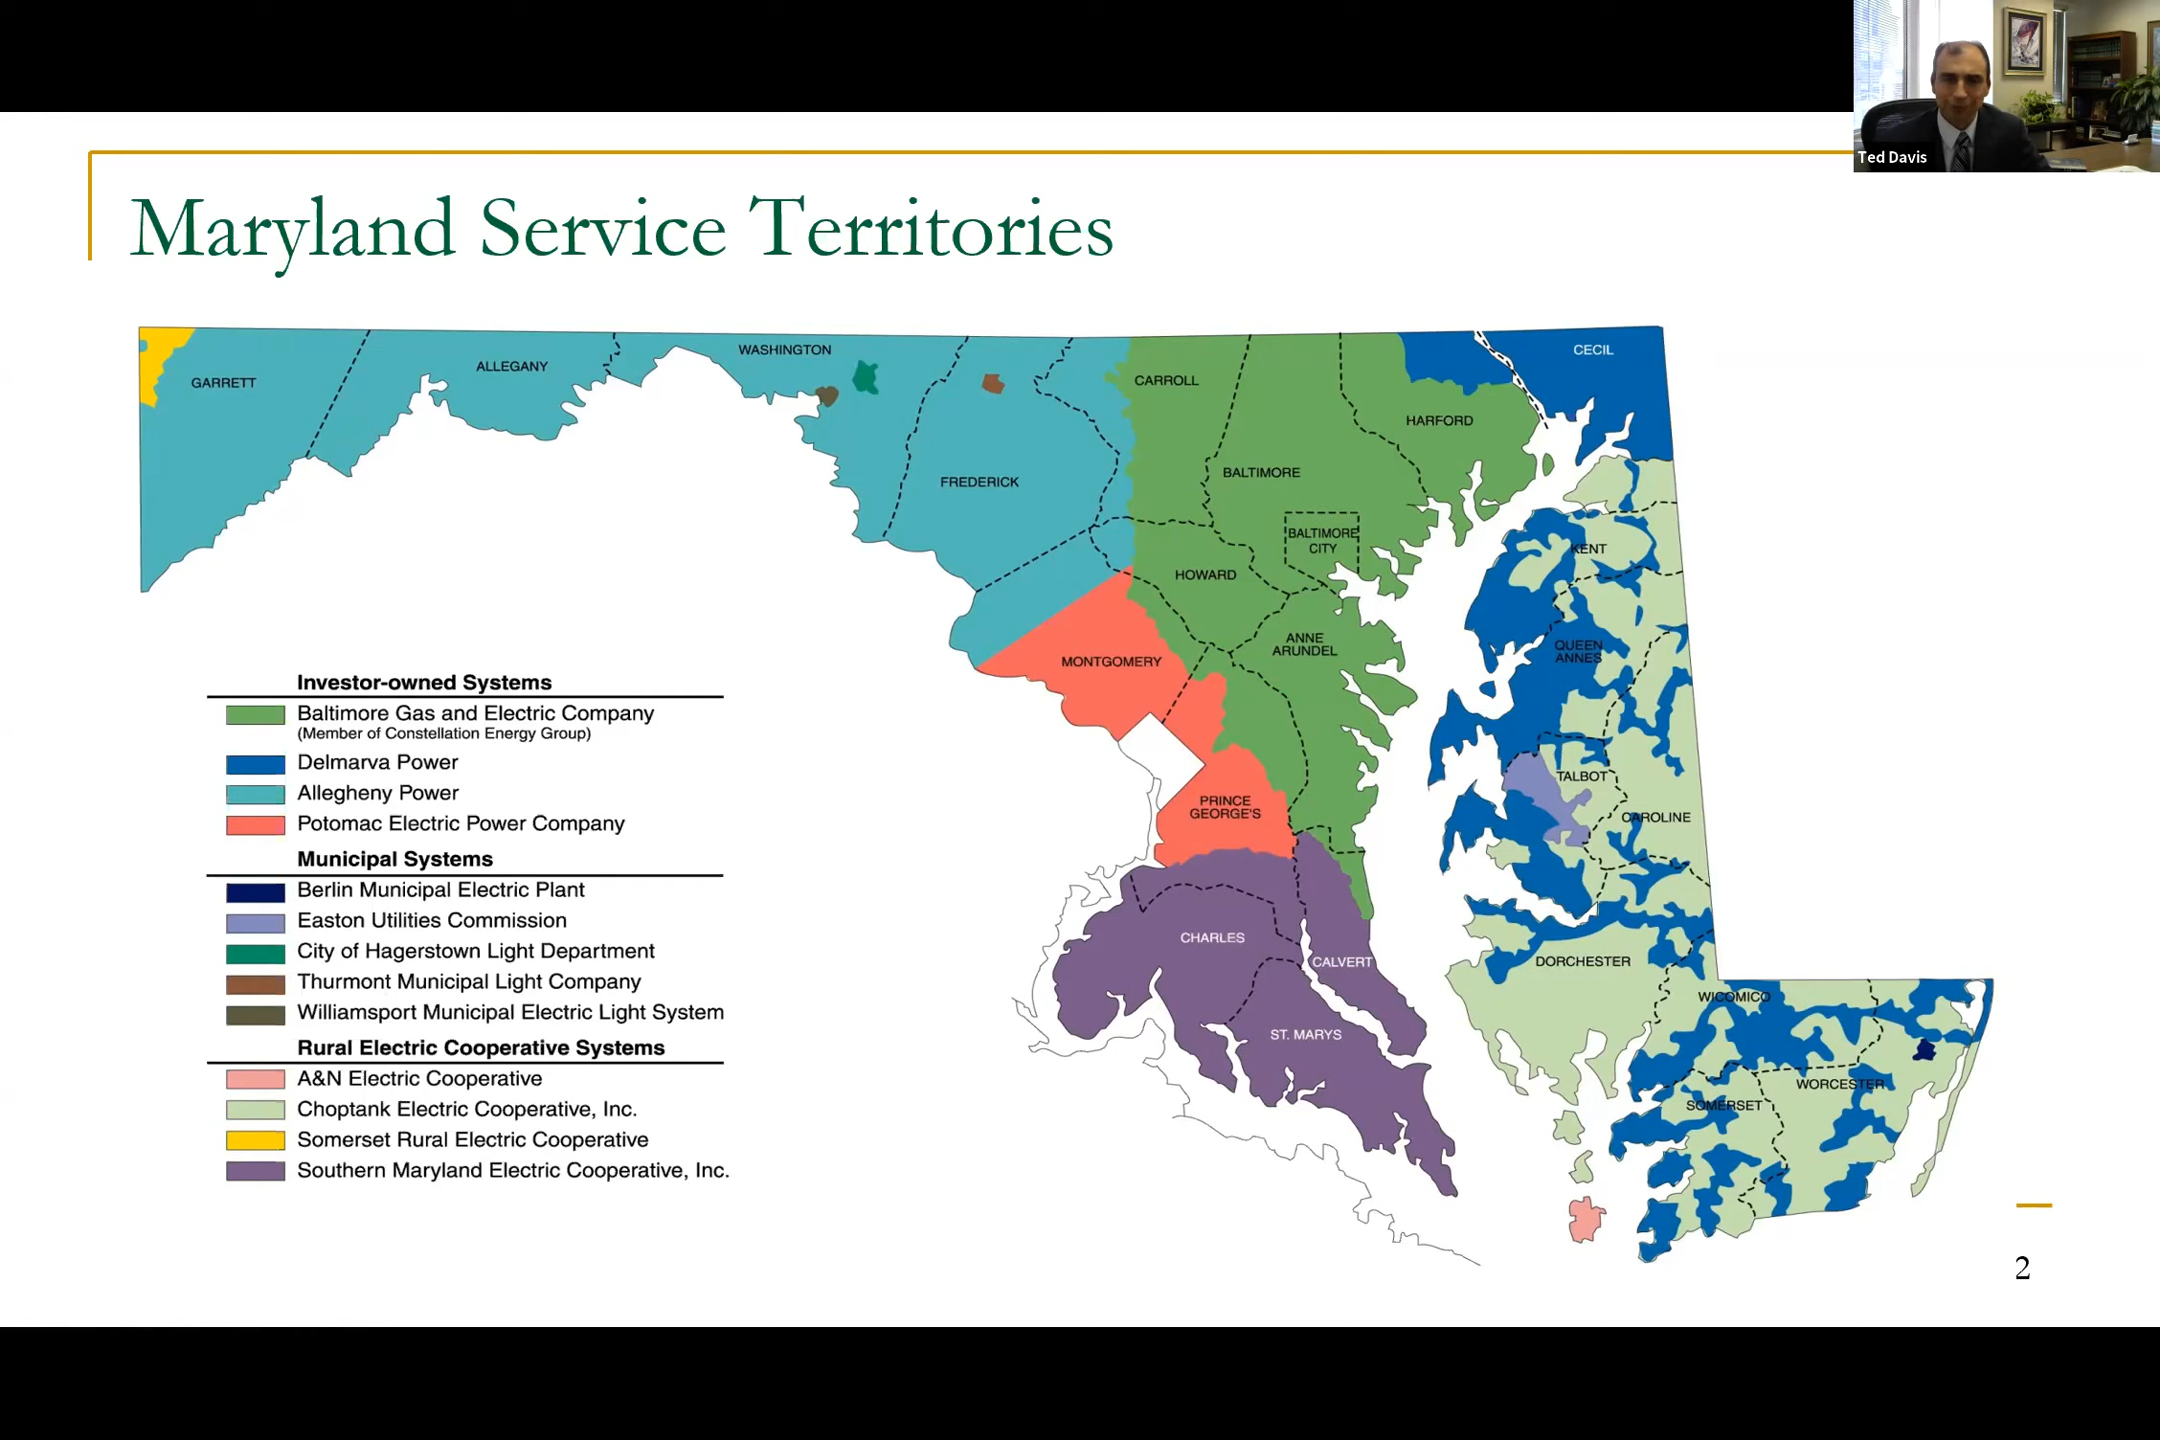 Ted Davis
Maryland Service Territories
GARRETT
ALLEGANY
WASHINGTON
FREDERICK
CARROLL
BALTIMORE
HARFORD
CECIL
BALTIMORE
CITY
HOWARD
ANNE
ARUNDEL
MONTGOMERY
PRINCE
GEORGE'S
CHARLES
CALVERT
ST. MARYS
KENT
QUEEN
ANNES
TALBOT
CAROLINE
DORCHESTER
WICOMICO
WORCESTER
SOMERSET
Investor-owned Systems
Baltimore Gas and Electric Company
(Member of Constellation Energy Group)
Delmarva Power
Allegheny Power
Potomac Electric Power Company
Municipal Systems
Berlin Municipal Electric Plant
Easton Utilities Commission
City of Hagerstown Light Department
Thurmont Municipal Light Company
Williamsport Municipal Electric Light System
Rural Electric Cooperative Systems
A&N Electric Cooperative
Choptank Electric Cooperative, Inc.
Somerset Rural Electric Cooperative
Southern Maryland Electric Cooperative, Inc.
2